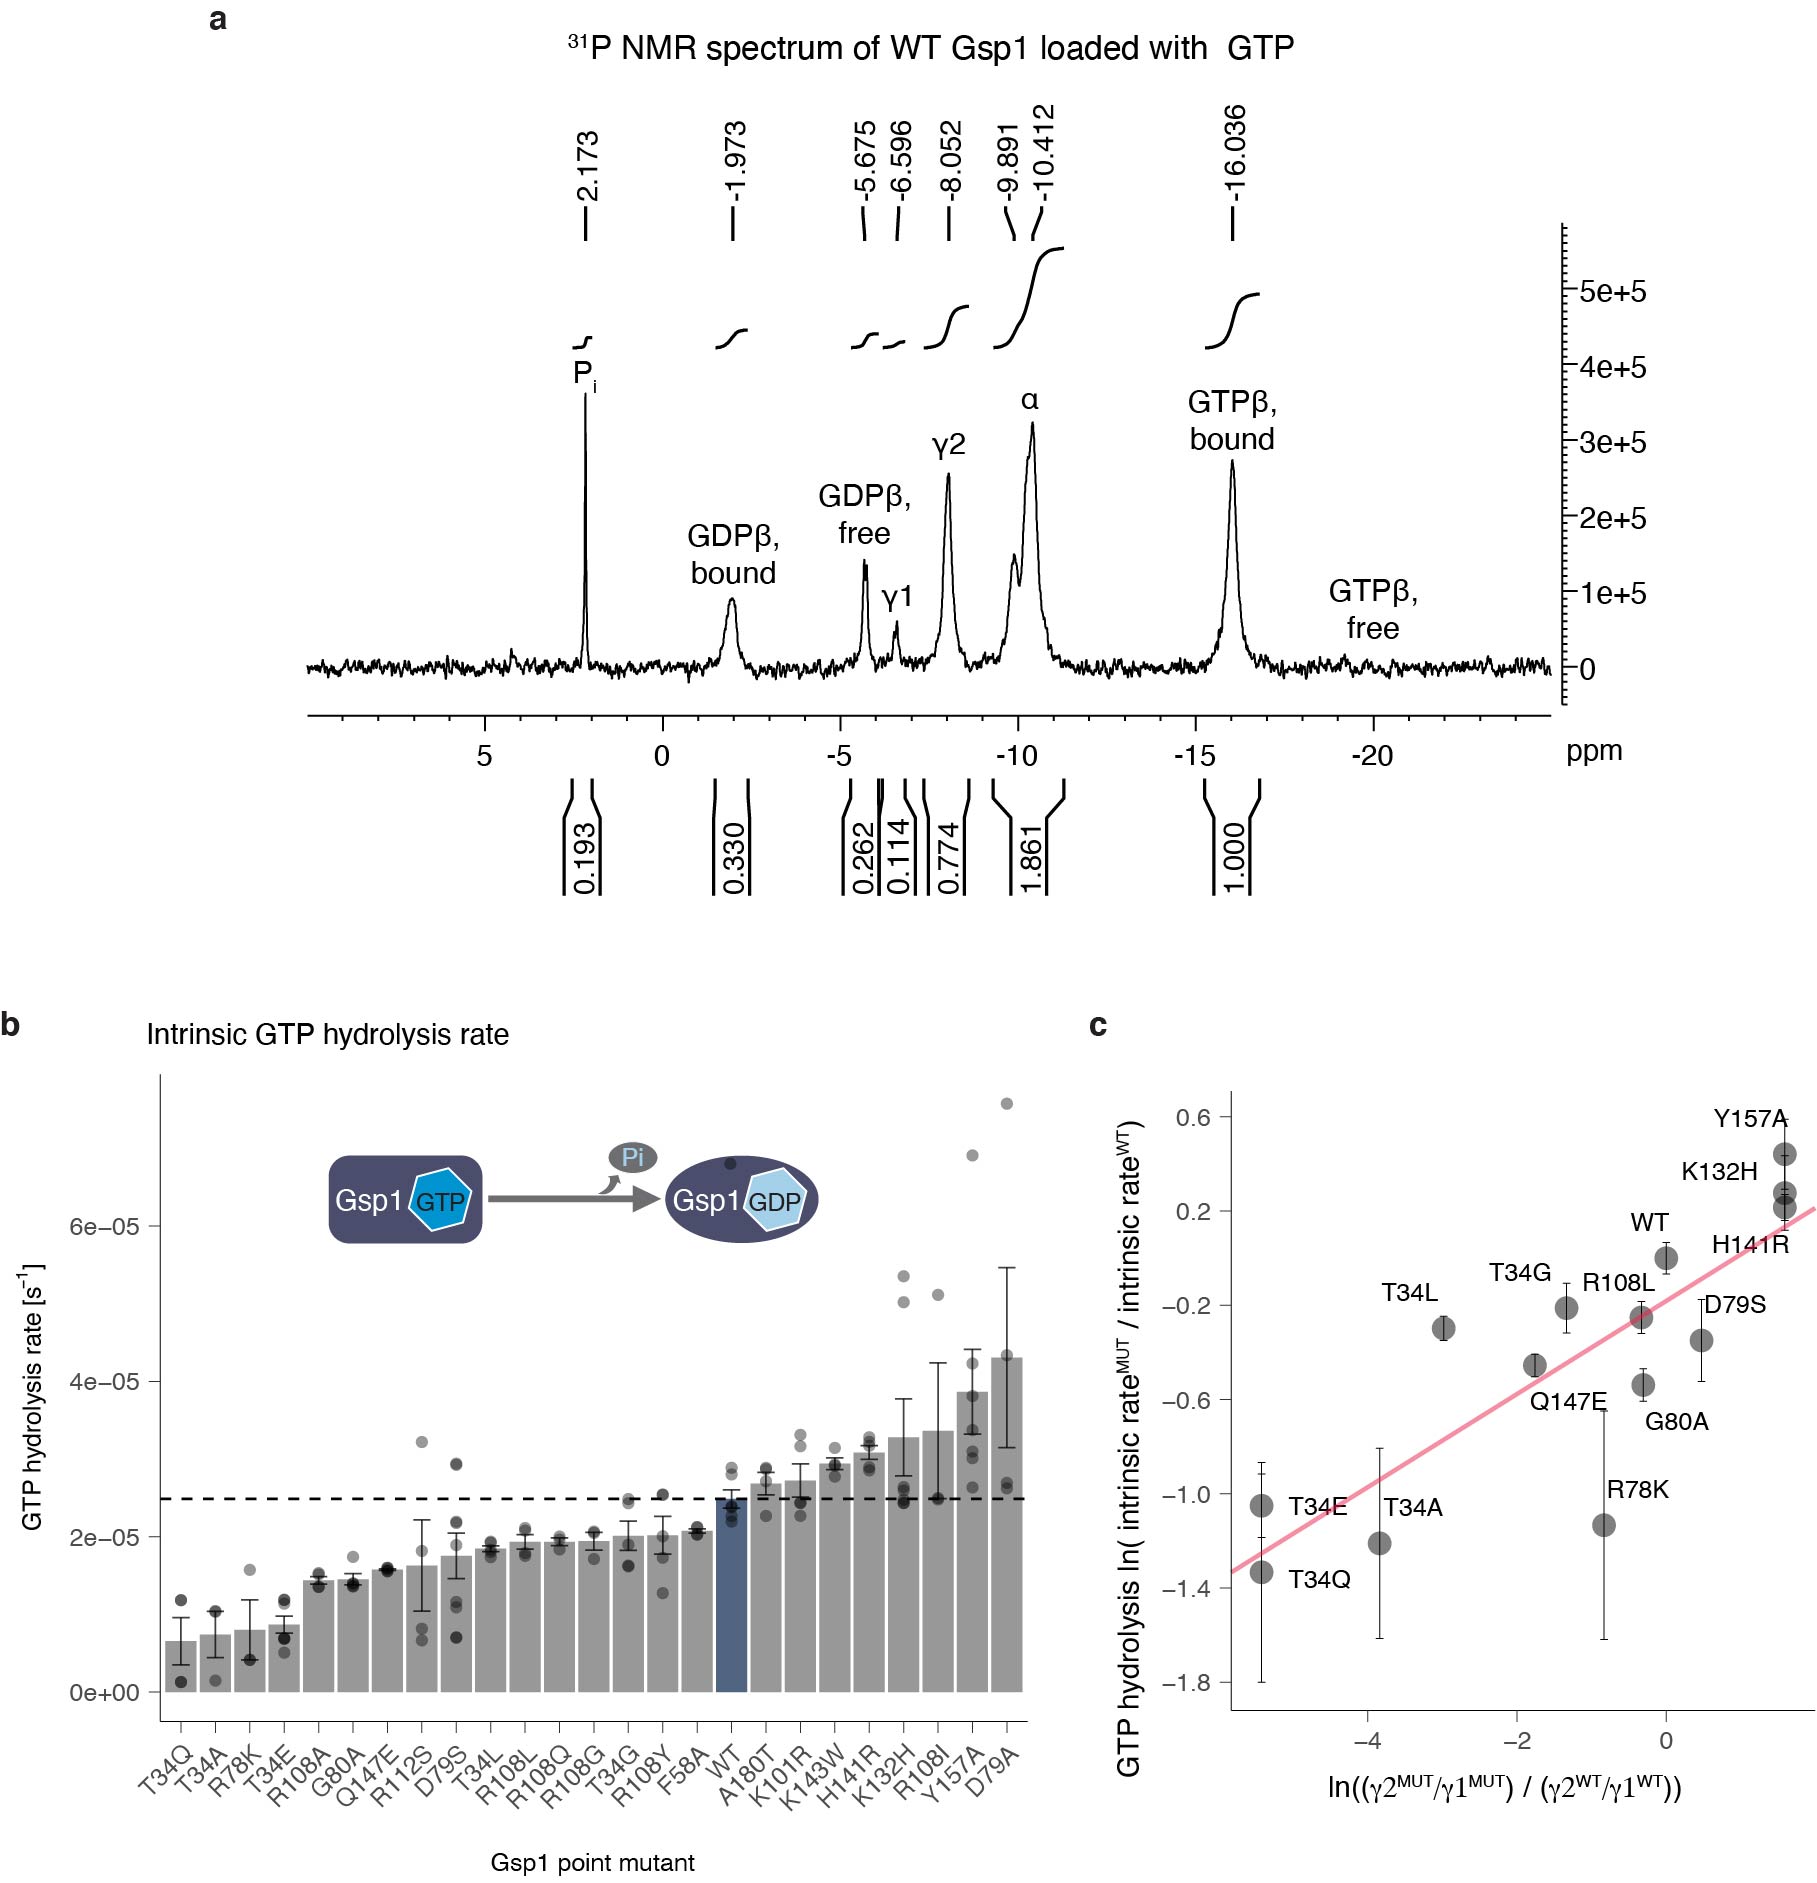 a
³¹P NMR spectrum of WT Gsp1 loaded with GTP
2.173
-1.973
-5.675
-6.596
-8.052
-9.891
-10.412
-16.036
5e+5
4e+5
3e+5
2e+5
1e+5
0
Pi
GDPβ,
bound
GDPβ,
free
γ1
γ2
α
GTPβ,
bound
GTPβ,
free
5
0
-5
-10
-15
-20
ppm
0.193
0.330
0.262
0.114
0.774
1.861
1.000
b
Intrinsic GTP hydrolysis rate
GTP hydrolysis rate [s⁻¹]
6e−05
4e−05
2e−05
0e+00
Gsp1
GTP
Pi
Gsp1
GDP
T34Q
T34A
R78K
T34E
R108A
G80A
Q147E
R112S
D79S
T34L
R108L
R108Q
R108G
T34G
R108Y
F58A
WT
A180T
K101R
K143W
H141R
K132H
R108I
Y157A
D79A
Gsp1 point mutant
c
GTP hydrolysis ln( intrinsic rateᴹᵁᵀ / intrinsic rateᵂᵀ)
0.6
0.2
−0.2
−0.6
−1.0
−1.4
−1.8
Y157A
K132H
WT
H141R
T34G
R108L
T34L
D79S
Q147E
G80A
R78K
T34E
T34A
T34Q
−4
−2
0
ln((γ2ᴹᵁᵀ/γ1ᴹᵁᵀ) / (γ2ᵂᵀ/γ1ᵂᵀ))